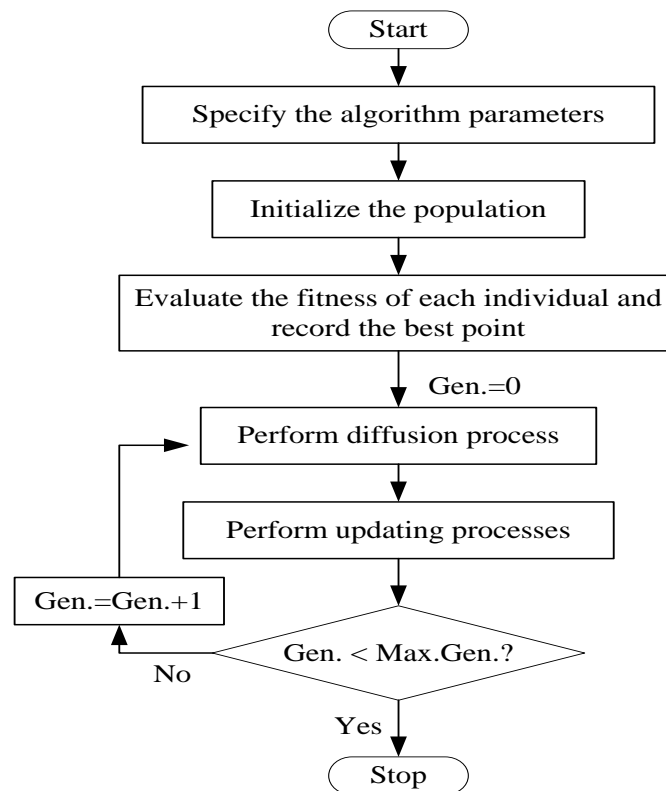 Start
Specify the algorithm parameters
Initialize the population
Evaluate the fitness of each individual and
record the best point
Gen.=0
Perform diffusion process
Perform updating processes
Gen.=Gen.+1
Gen. < Max.Gen.?
No
Yes
Stop